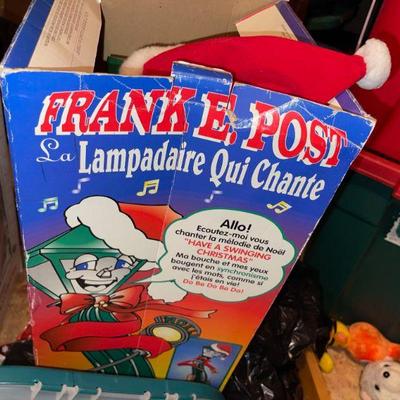 FRANK E. POST
La Lampadaire Qui Chante
Allo!
Ecoutez-moi vous
chanter la mélodie de Noël
"HAVE A SWINGING
CHRISTMAS"
Ma bouche et mes yeux
bougent en synchronisme
avec les mots, comme si
j'étais en vie!
Do Be Do Be Do!